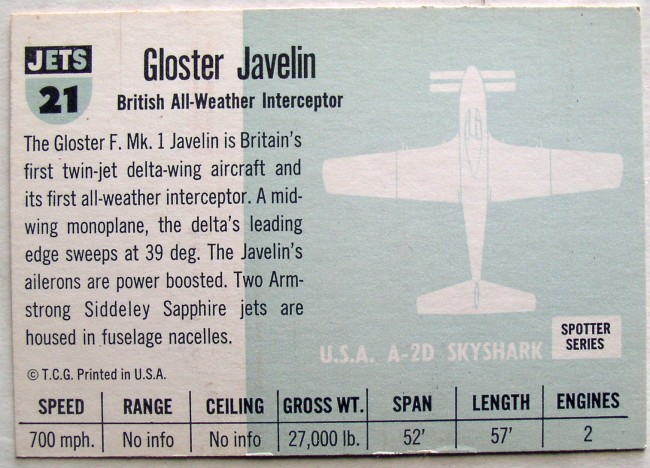 JETS
21
Gloster Javelin
British All-Weather Interceptor
The Gloster F. Mk. 1 Javelin is Britain's
first twin-jet delta-wing aircraft and
its first all-weather interceptor. A mid-
wing monoplane, the delta's leading
edge sweeps at 39 deg. The Javelin's
ailerons are power boosted. Two Arm-
strong Siddeley Sapphire jets are
housed in fuselage nacelles.
© T.C.G. Printed in U.S.A.
U.S.A. A-2D SKYSHARK
SPOTTER
SERIES
SPEED RANGE CEILING GROSS WT. SPAN LENGTH ENGINES
700 mph. No info No info 27,000 lb. 52' 57' 2